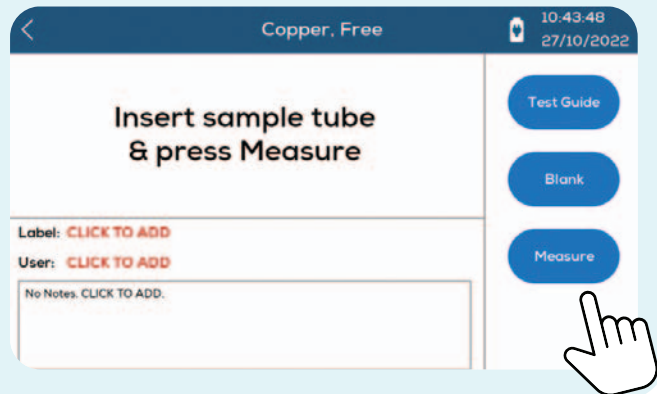 Copper, Free
10:43:48
27/10/2022
Insert sample tube
& press Measure
Test Guide
Blank
Measure
Label: CLICK TO ADD
User: CLICK TO ADD
No Notes. CLICK TO ADD.